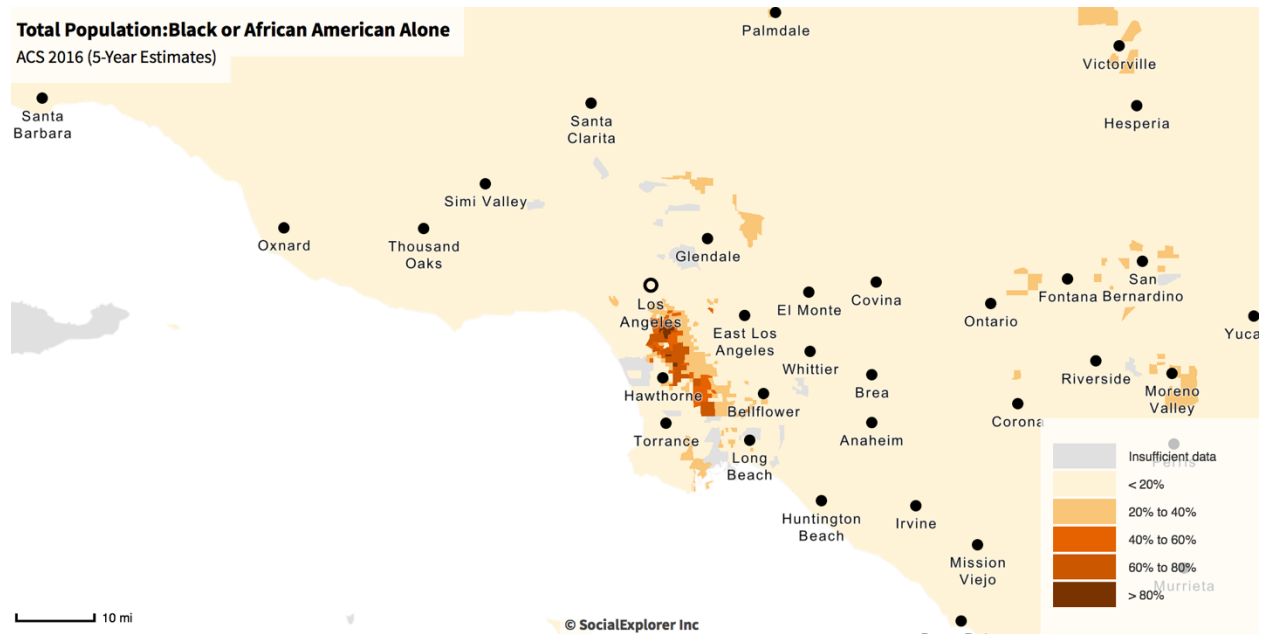 Total Population:Black or African American Alone
ACS 2016 (5-Year Estimates)
Palmdale
Victorville
Santa
Barbara
Santa
Clarita
Hesperia
Simi Valley
Oxnard
Thousand
Oaks
Glendale
Los
Angeles
East Los
Angeles
El Monte
Covina
Ontario
Fontana
San
Bernardino
Yuca
Whittier
Hawthorne
Bellflower
Brea
Riverside
Moreno
Valley
Torrance
Long
Beach
Anaheim
Corona
Perris
Huntington
Beach
Irvine
Mission
Viejo
Murrieta
Insufficient data
< 20%
20% to 40%
40% to 60%
60% to 80%
> 80%
10 mi
© SocialExplorer Inc